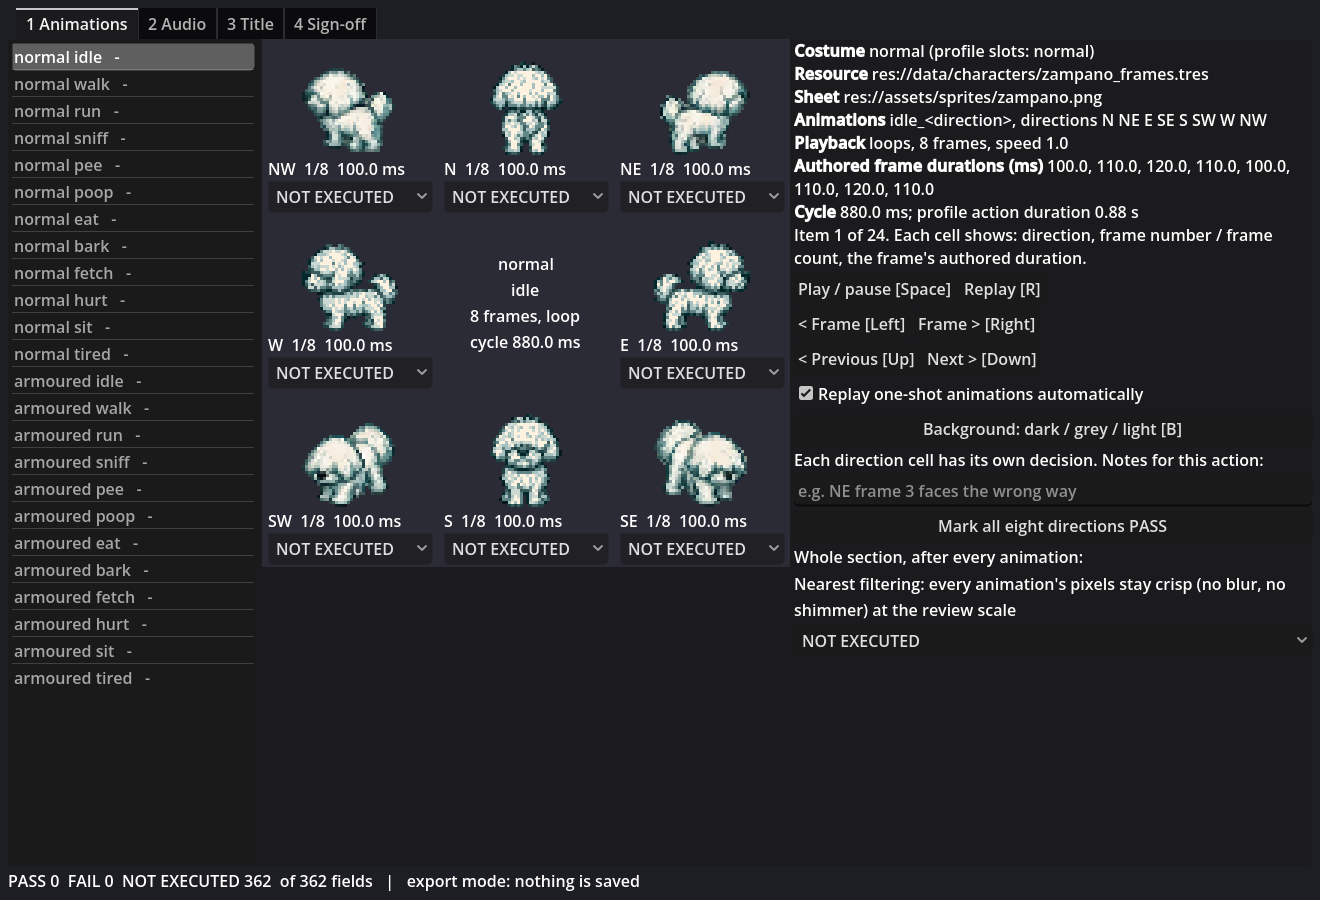 1 Animations
2 Audio
3 Title
4 Sign-off
normal idle -
normal walk -
normal run -
normal sniff -
normal pee -
normal poop -
normal eat -
normal bark -
normal fetch -
normal hurt -
normal sit -
normal tired -
armoured idle -
armoured walk -
armoured run -
armoured sniff -
armoured pee -
armoured poop -
armoured eat -
armoured bark -
armoured fetch -
armoured hurt -
armoured sit -
armoured tired -
NW 1/8 100.0 ms
NOT EXECUTED
N 1/8 100.0 ms
NOT EXECUTED
NE 1/8 100.0 ms
NOT EXECUTED
W 1/8 100.0 ms
NOT EXECUTED
normal
idle
8 frames, loop
cycle 880.0 ms
E 1/8 100.0 ms
NOT EXECUTED
SW 1/8 100.0 ms
NOT EXECUTED
S 1/8 100.0 ms
NOT EXECUTED
SE 1/8 100.0 ms
NOT EXECUTED
Costume normal (profile slots: normal)
Resource res://data/characters/zampano_frames.tres
Sheet res://assets/sprites/zampano.png
Animations idle_<direction>, directions N NE E SE S SW W NW
Playback loops, 8 frames, speed 1.0
Authored frame durations (ms) 100.0, 110.0, 120.0, 110.0, 100.0,
110.0, 120.0, 110.0
Cycle 880.0 ms; profile action duration 0.88 s
Item 1 of 24. Each cell shows: direction, frame number / frame
count, the frame's authored duration.
Play / pause [Space] Replay [R]
< Frame [Left] Frame > [Right]
< Previous [Up] Next > [Down]
Replay one-shot animations automatically
Background: dark / grey / light [B]
Each direction cell has its own decision. Notes for this action:
e.g. NE frame 3 faces the wrong way
Mark all eight directions PASS
Whole section, after every animation:
Nearest filtering: every animation's pixels stay crisp (no blur, no
shimmer) at the review scale
NOT EXECUTED
PASS 0 FAIL 0 NOT EXECUTED 362 of 362 fields | export mode: nothing is saved